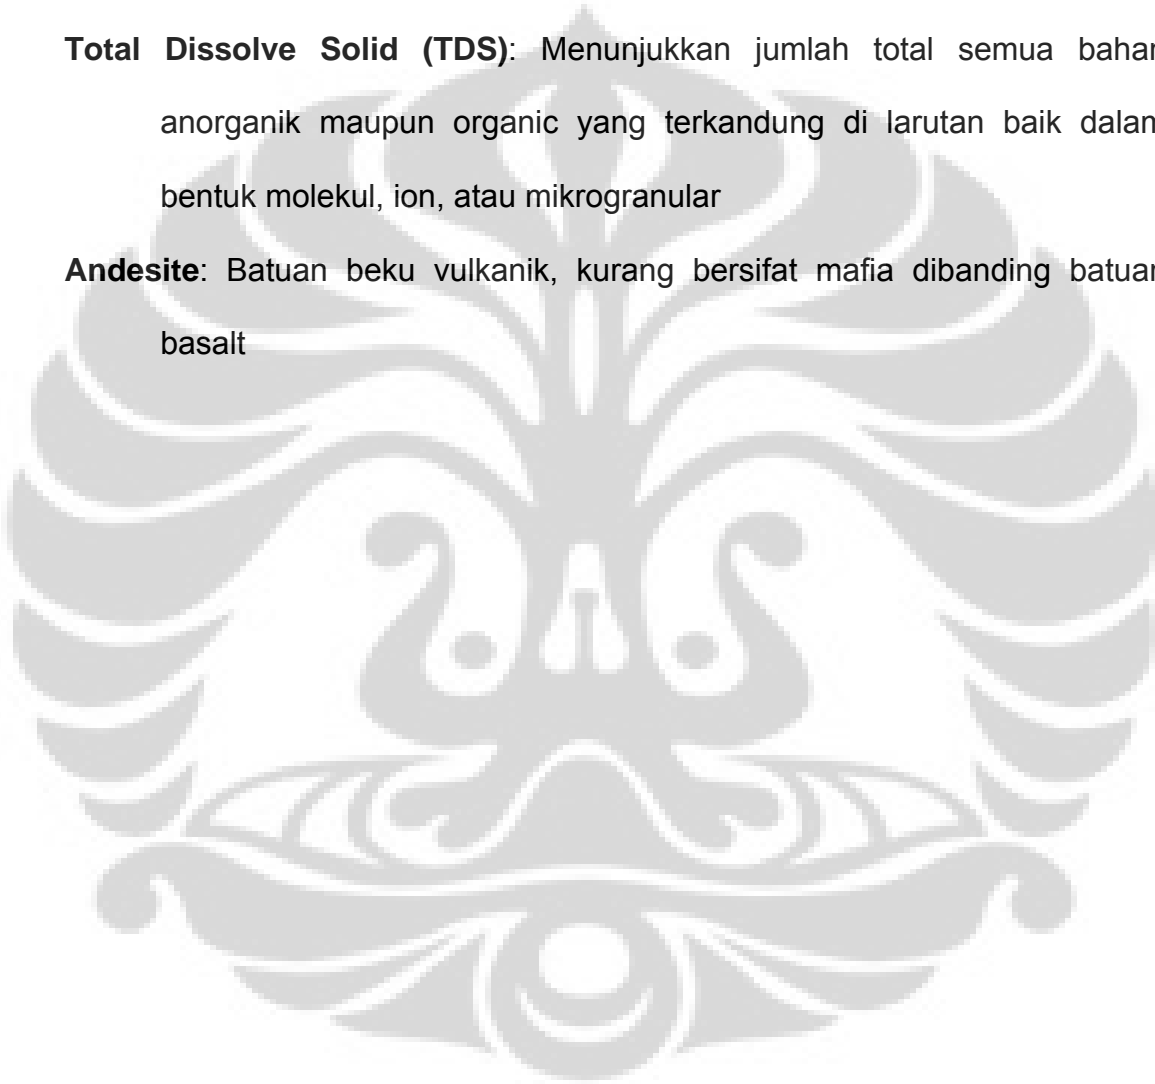 Total Dissolve Solid (TDS): Menunjukkan jumlah total semua bahan
anorganik maupun organic yang terkandung di larutan baik dalam
bentuk molekul, ion, atau mikrogranular
Andesite: Batuan beku vulkanik, kurang bersifat mafia dibanding batuan
basalt